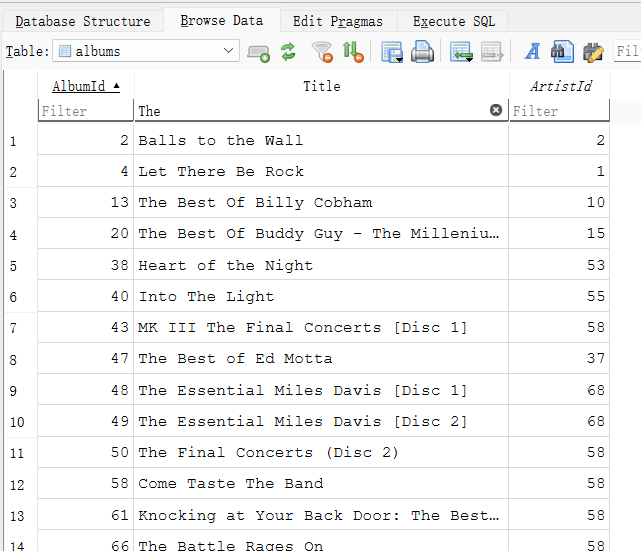 Database Structure Browse Data Edit Pragmas Execute SQL
Table: albums Fil
AlbumId Title ArtistId
Filter The Filter
1 2 Balls to the Wall 2
2 4 Let There Be Rock 1
3 13 The Best Of Billy Cobham 10
4 20 The Best Of Buddy Guy - The Milleniu… 15
5 38 Heart of the Night 53
6 40 Into The Light 55
7 43 MK III The Final Concerts [Disc 1] 58
8 47 The Best of Ed Motta 37
9 48 The Essential Miles Davis [Disc 1] 68
10 49 The Essential Miles Davis [Disc 2] 68
11 50 The Final Concerts (Disc 2) 58
12 58 Come Taste The Band 58
13 61 Knocking at Your Back Door: The Best… 58
14 66 The Battle Rages On 58